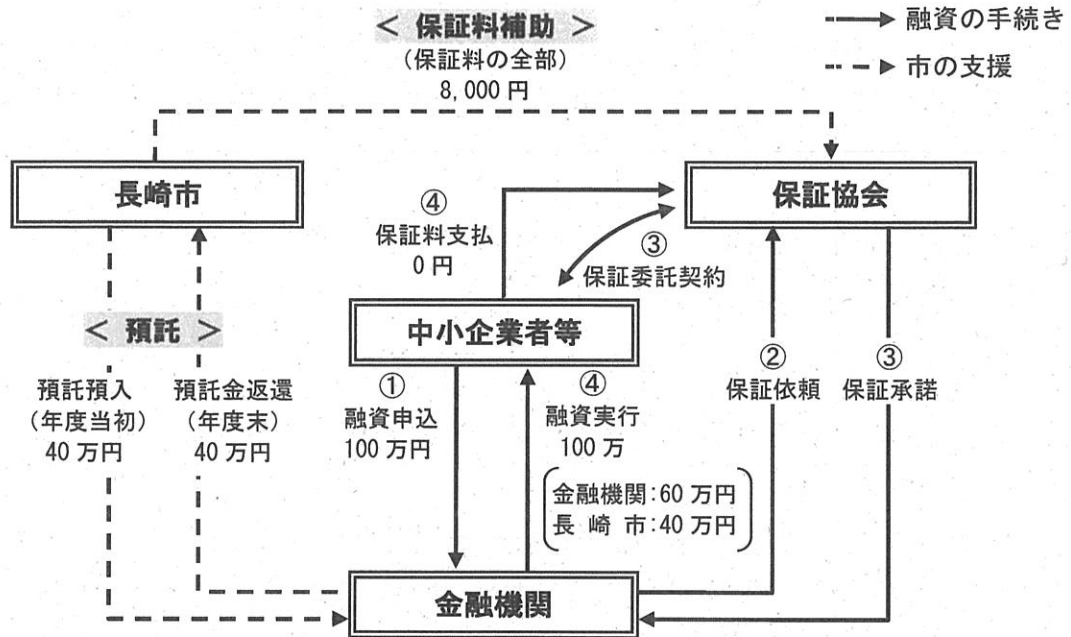 ＜ 保証料補助 ＞
（保証料の全部）
8,000 円
融資の手続き
市の支援
長崎市
保証協会
④
保証料支払
0 円
③
保証委託契約
中小企業者等
＜ 預託 ＞
預託預入
（年度当初）
40 万円
預託金返還
（年度末）
40 万円
①
融資申込
100 万円
④
融資実行
100 万
金融機関：60 万円
長 崎 市：40 万円
②
保証依頼
③
保証承諾
金融機関